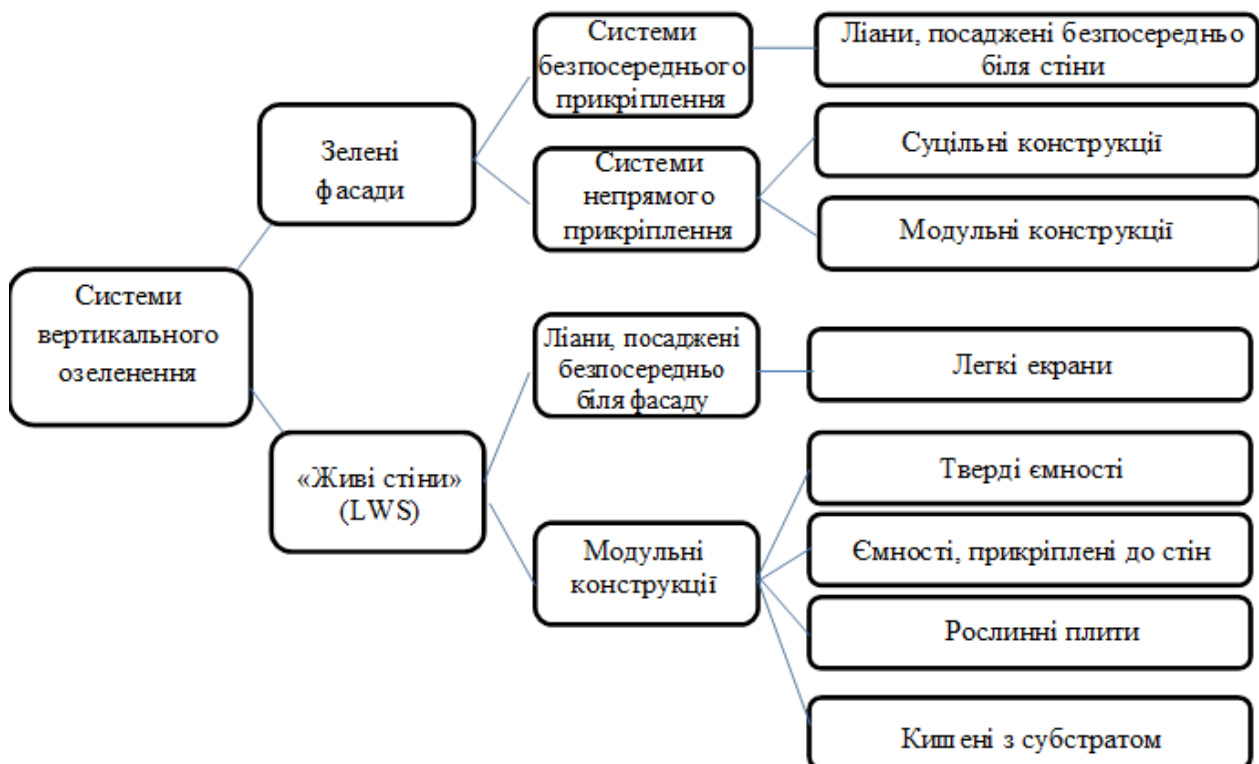 Системи
вертикального
озеленення
Зелені
фасади
«Живі стіни»
(LWS)
Системи
безпосереднього
прикріплення
Системи
непрямого
прикріплення
Ліани, посаджені
безпосередньо
біля фасаду
Модульні
конструкції
Ліани, посаджені безпосередньо
біля стіни
Суцільні конструкції
Модульні конструкції
Легкі екрани
Тверді ємності
Ємності, прикріплені до стін
Рослинні плити
Кишені з субстратом